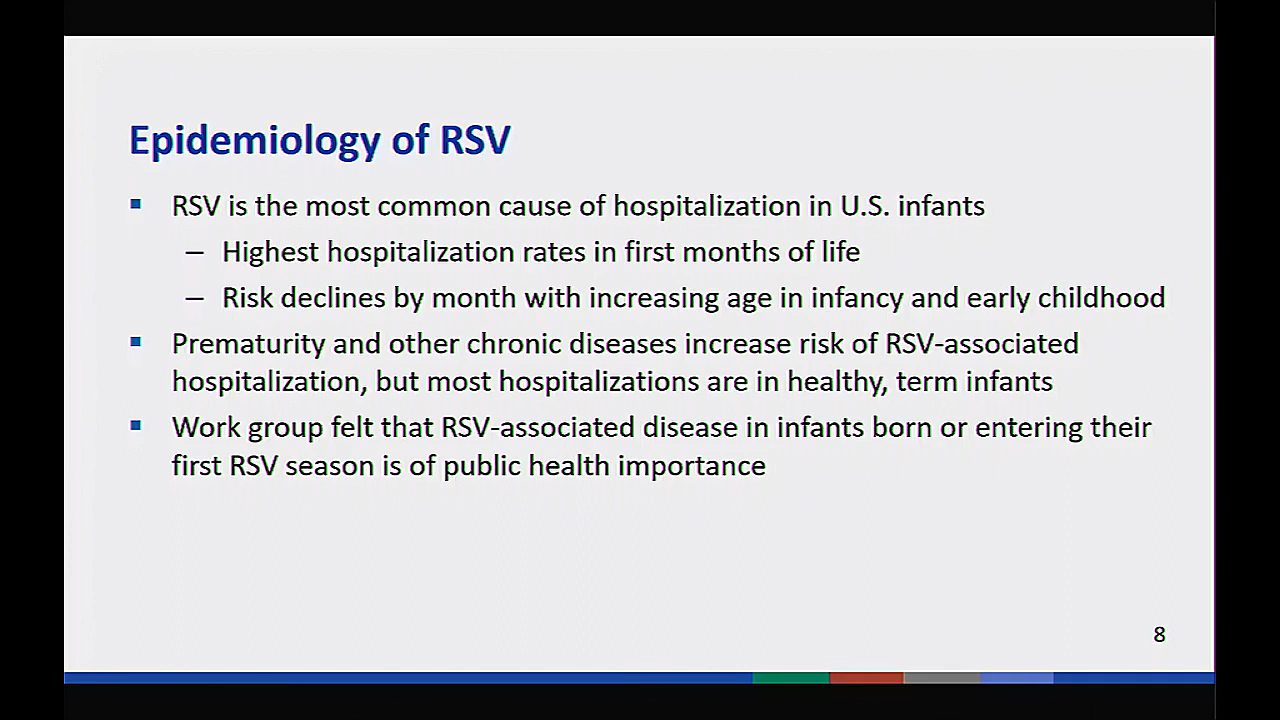 Epidemiology of RSV
▪ RSV is the most common cause of hospitalization in U.S. infants
– Highest hospitalization rates in first months of life
– Risk declines by month with increasing age in infancy and early childhood
▪ Prematurity and other chronic diseases increase risk of RSV-associated
hospitalization, but most hospitalizations are in healthy, term infants
▪ Work group felt that RSV-associated disease in infants born or entering their
first RSV season is of public health importance
8